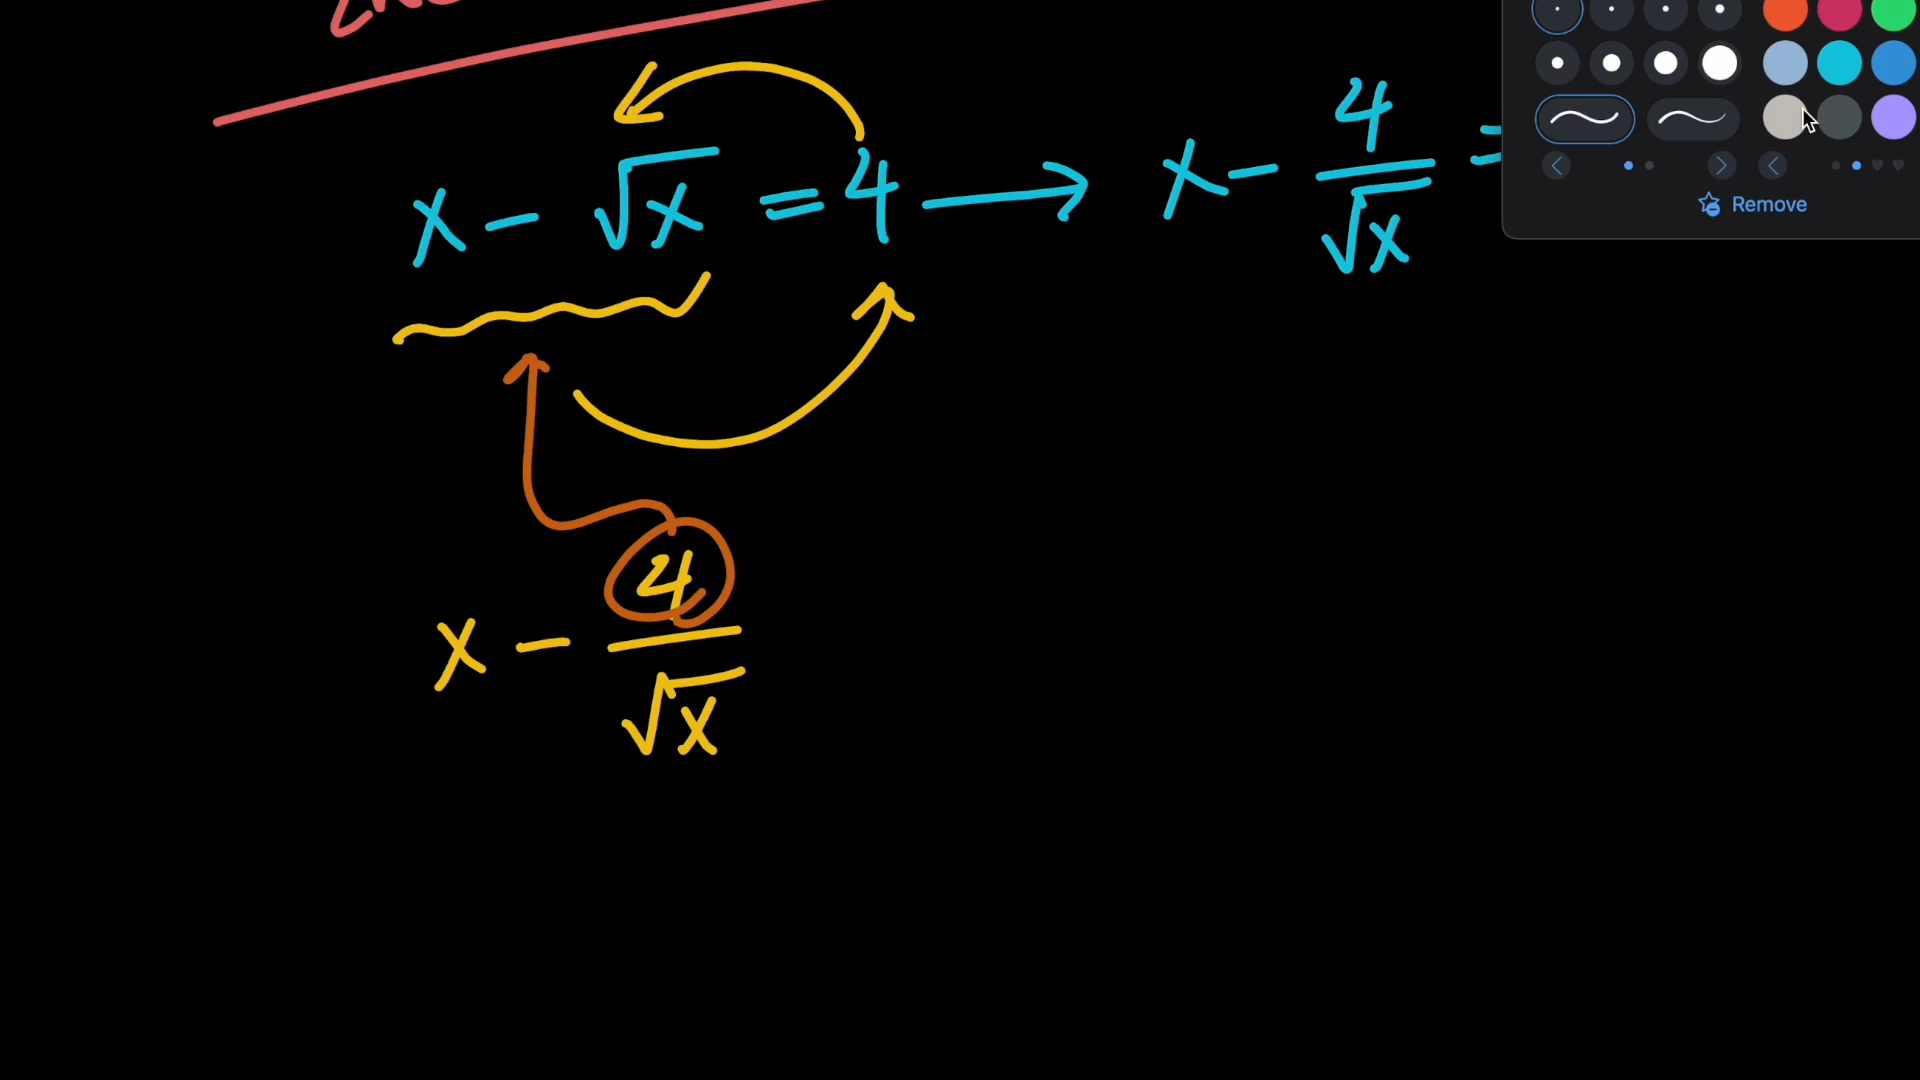 x - √x = 4 → x - 4/√x =
x - 4/√x
Remove